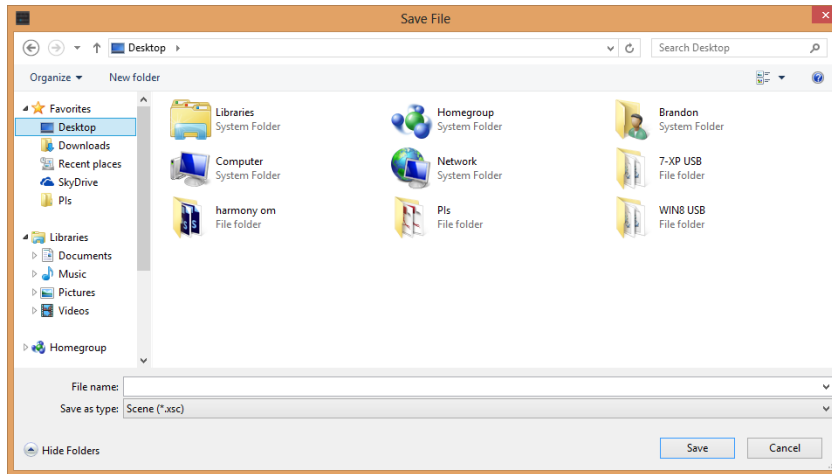 Save File
Desktop
Search Desktop
Organize
New folder
Favorites
Desktop
Downloads
Recent places
SkyDrive
Pls
Libraries
Documents
Music
Pictures
Videos
Homegroup
Libraries
System Folder
Homegroup
System Folder
Brandon
System Folder
Computer
System Folder
Network
System Folder
7-XP USB
File folder
harmony om
File folder
Pls
File folder
WIN8 USB
File folder
File name:
Save as type: Scene (*.xsc)
Hide Folders
Save
Cancel